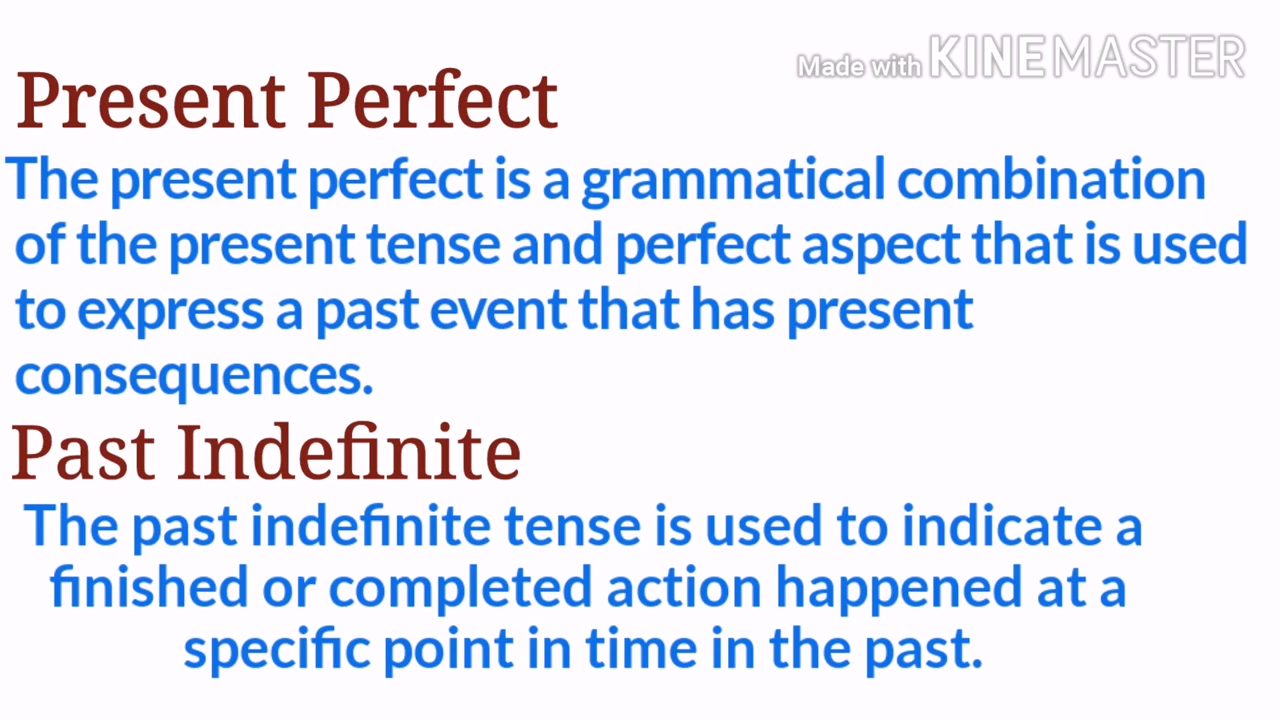 Made with KINEMASTER
Present Perfect
The present perfect is a grammatical combination
of the present tense and perfect aspect that is used
to express a past event that has present
consequences.
Past Indefinite
The past indefinite tense is used to indicate a
finished or completed action happened at a
specific point in time in the past.